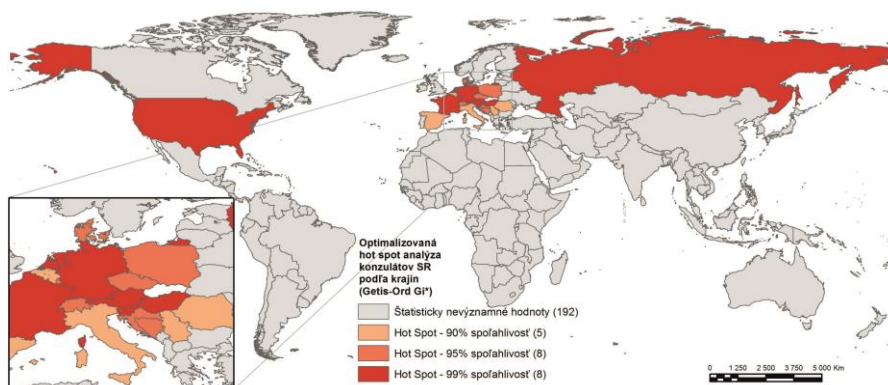 Optimalizovaná
hot spot analýza
konzulátov SR
podľa krajín
(Getis-Ord Gi*)
Štatisticky nevýznamné hodnoty (192)
Hot Spot - 90% spoľahlivosť (5)
Hot Spot - 95% spoľahlivosť (8)
Hot Spot - 99% spoľahlivosť (8)
0 1 250 2 500 3 750 5 000 Km